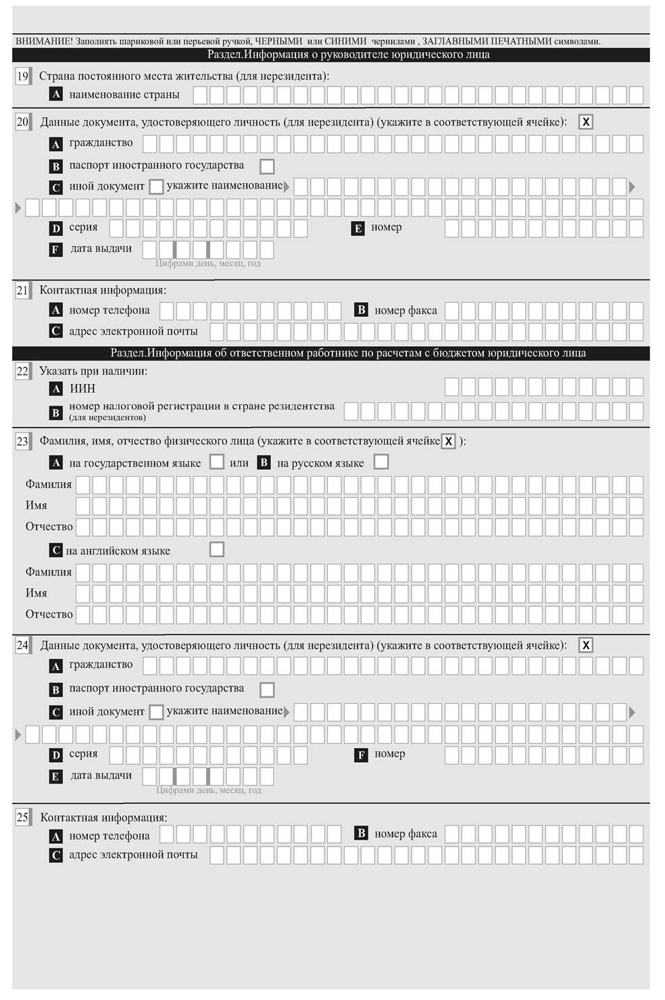 ВНИМАНИЕ! Заполнять шариковой или перьевой ручкой, ЧЕРНЫМИ или СИНИМИ чернилами , ЗАГЛАВНЫМИ ПЕЧАТНЫМИ символами.
Раздел.Информация о руководителе юридического лица
19 Страна постоянного места жительства (для нерезидента):
A наименование страны
20 Данные документа, удостоверяющего личность (для нерезидента) (укажите в соответствующей ячейке): X
A гражданство
B паспорт иностранного государства
C иной документ укажите наименование
D серия E номер
F дата выдачи
Цифрами день, месяц, год
21 Контактная информация:
A номер телефона B номер факса
C адрес электронной почты
Раздел.Информация об ответственном работнике по расчетам с бюджетом юридического лица
22 Указать при наличии:
A ИИН
B номер налоговой регистрации в стране резидентства
(для нерезидентов)
23 Фамилия, имя, отчество физического лица (укажите в соответствующей ячейке X ):
A на государственном языке или B на русском языке
Фамилия
Имя
Отчество
C на английском языке
Фамилия
Имя
Отчество
24 Данные документа, удостоверяющего личность (для нерезидента) (укажите в соответствующей ячейке): X
A гражданство
B паспорт иностранного государства
C иной документ укажите наименование
D серия F номер
E дата выдачи
Цифрами день, месяц, год
25 Контактная информация:
A номер телефона B номер факса
C адрес электронной почты